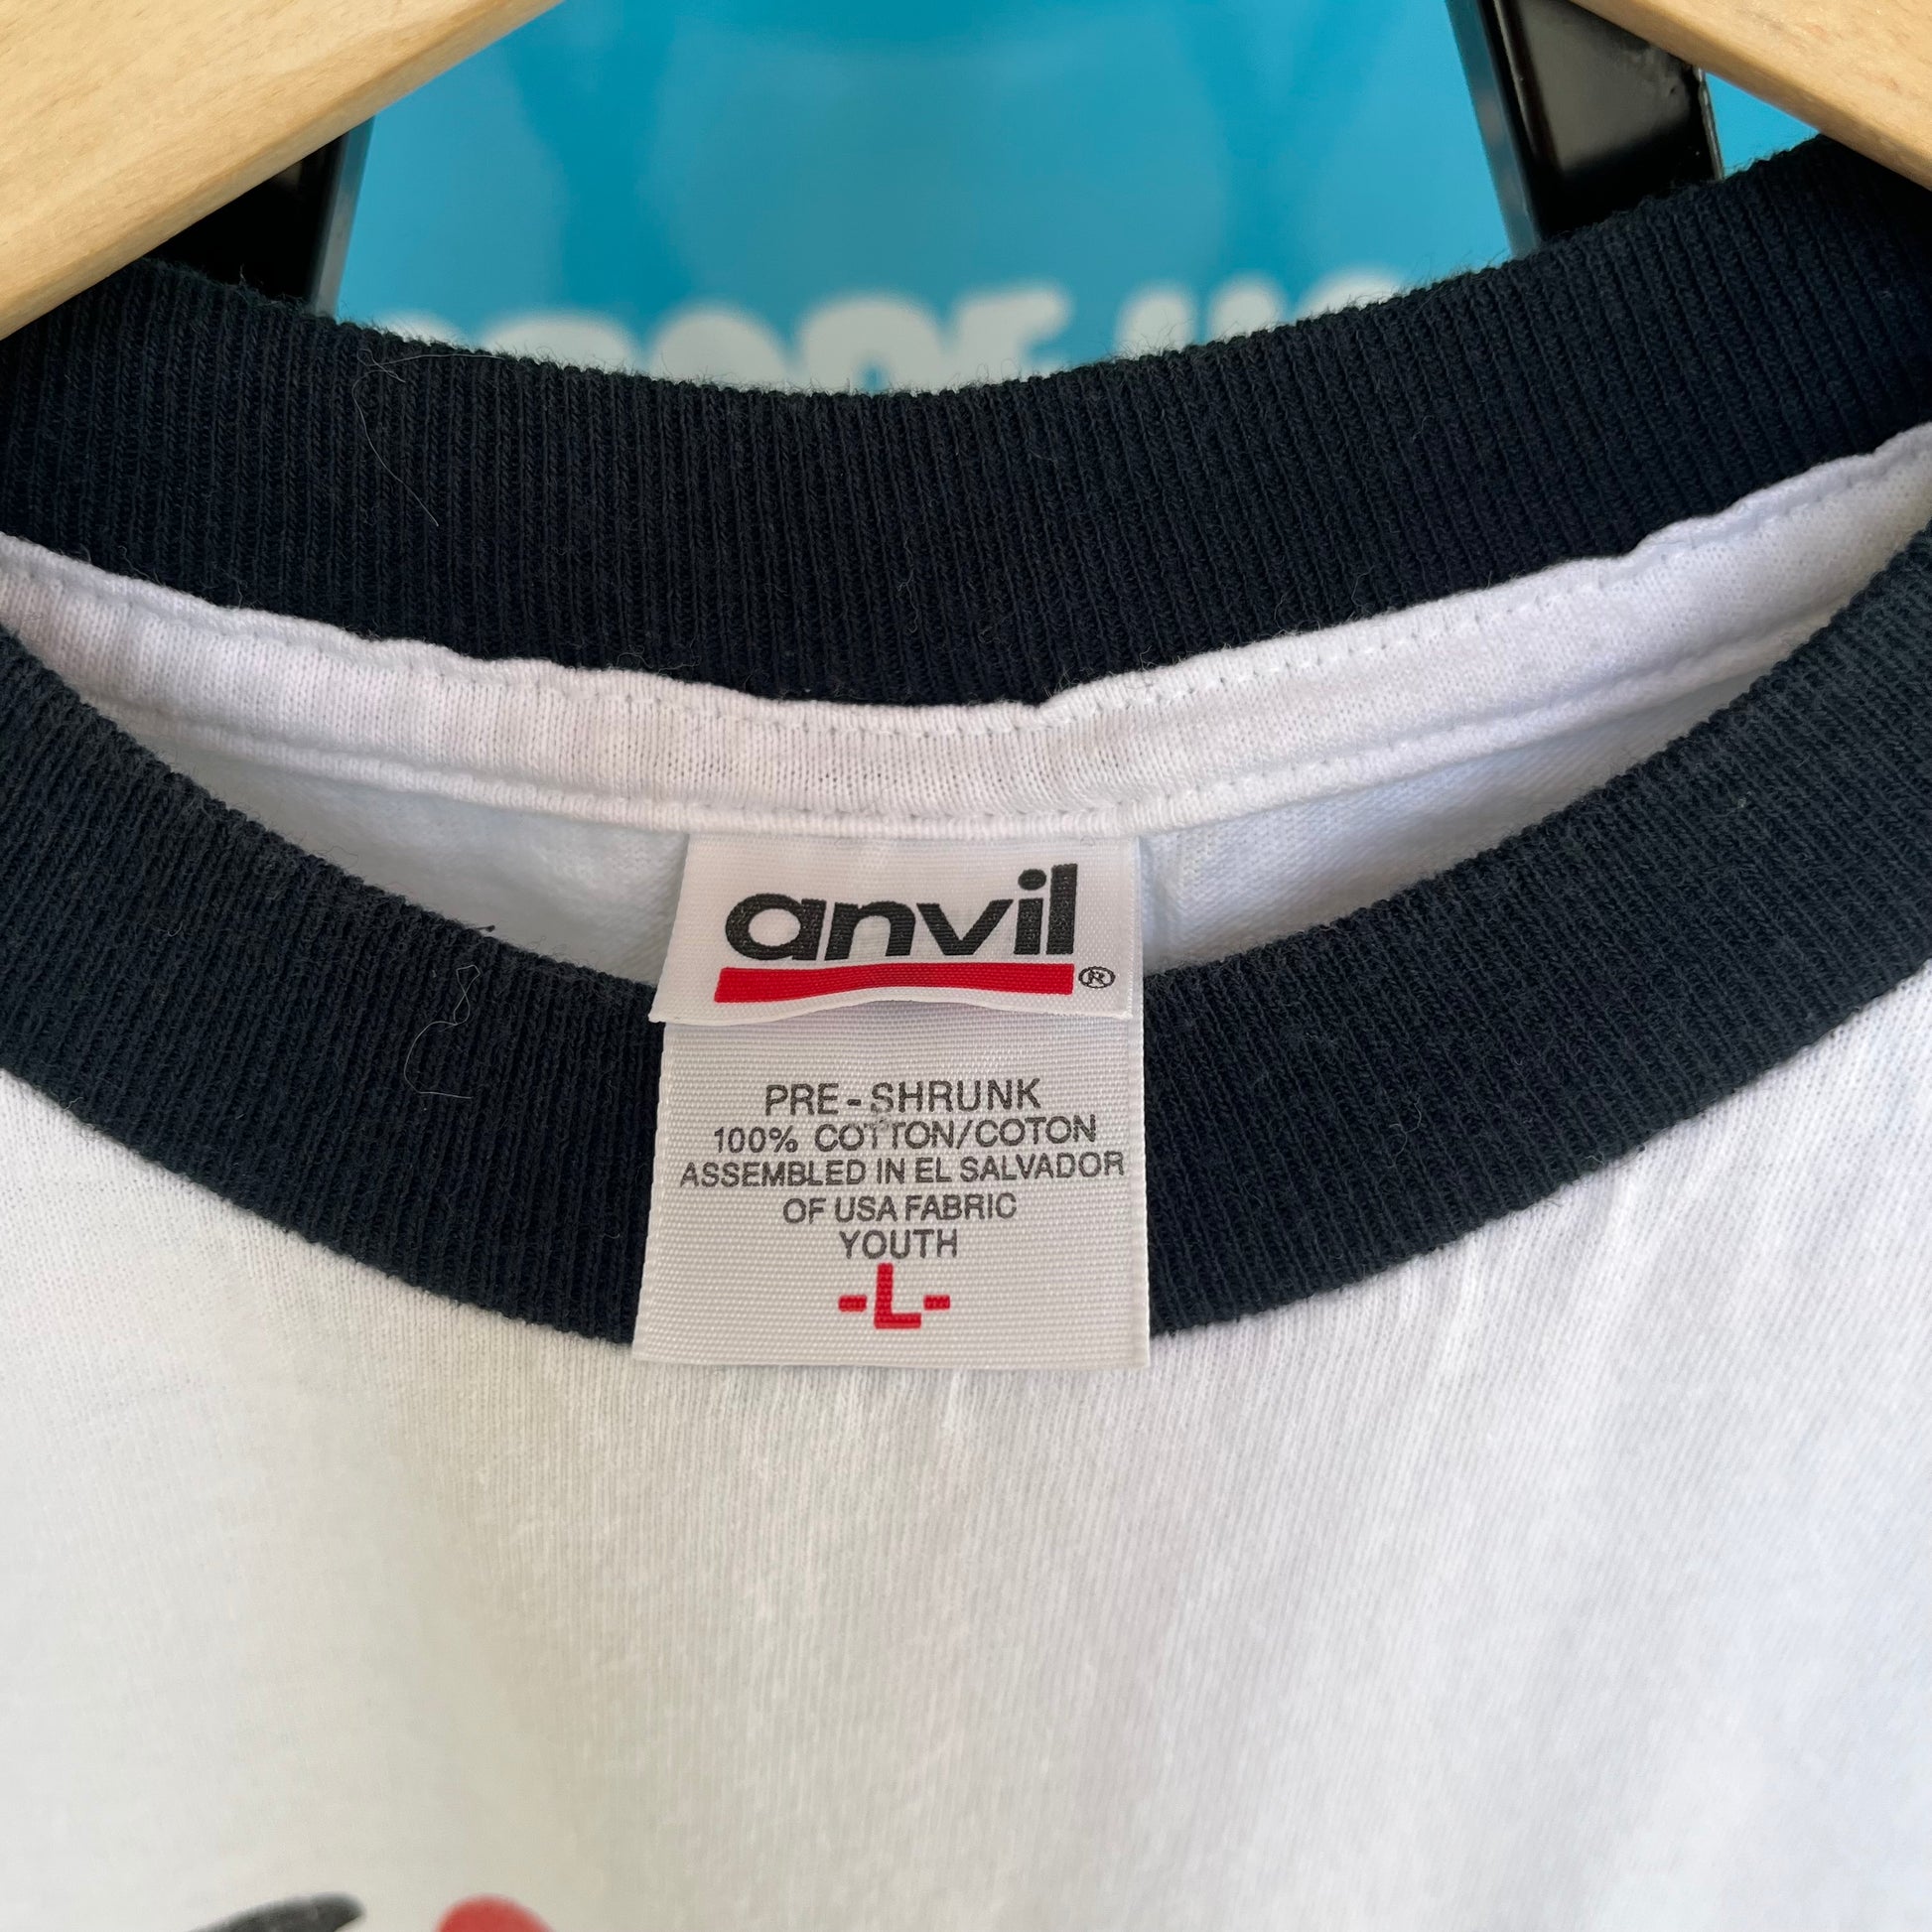 anvil
®
PRE-SHRUNK
100% COTTON/COTON
ASSEMBLED IN EL SALVADOR
OF USA FABRIC
YOUTH
-L-